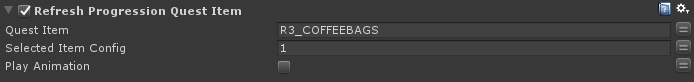 Refresh Progression Quest Item
Quest Item R3_COFFEEBAGS
Selected Item Config 1
Play Animation